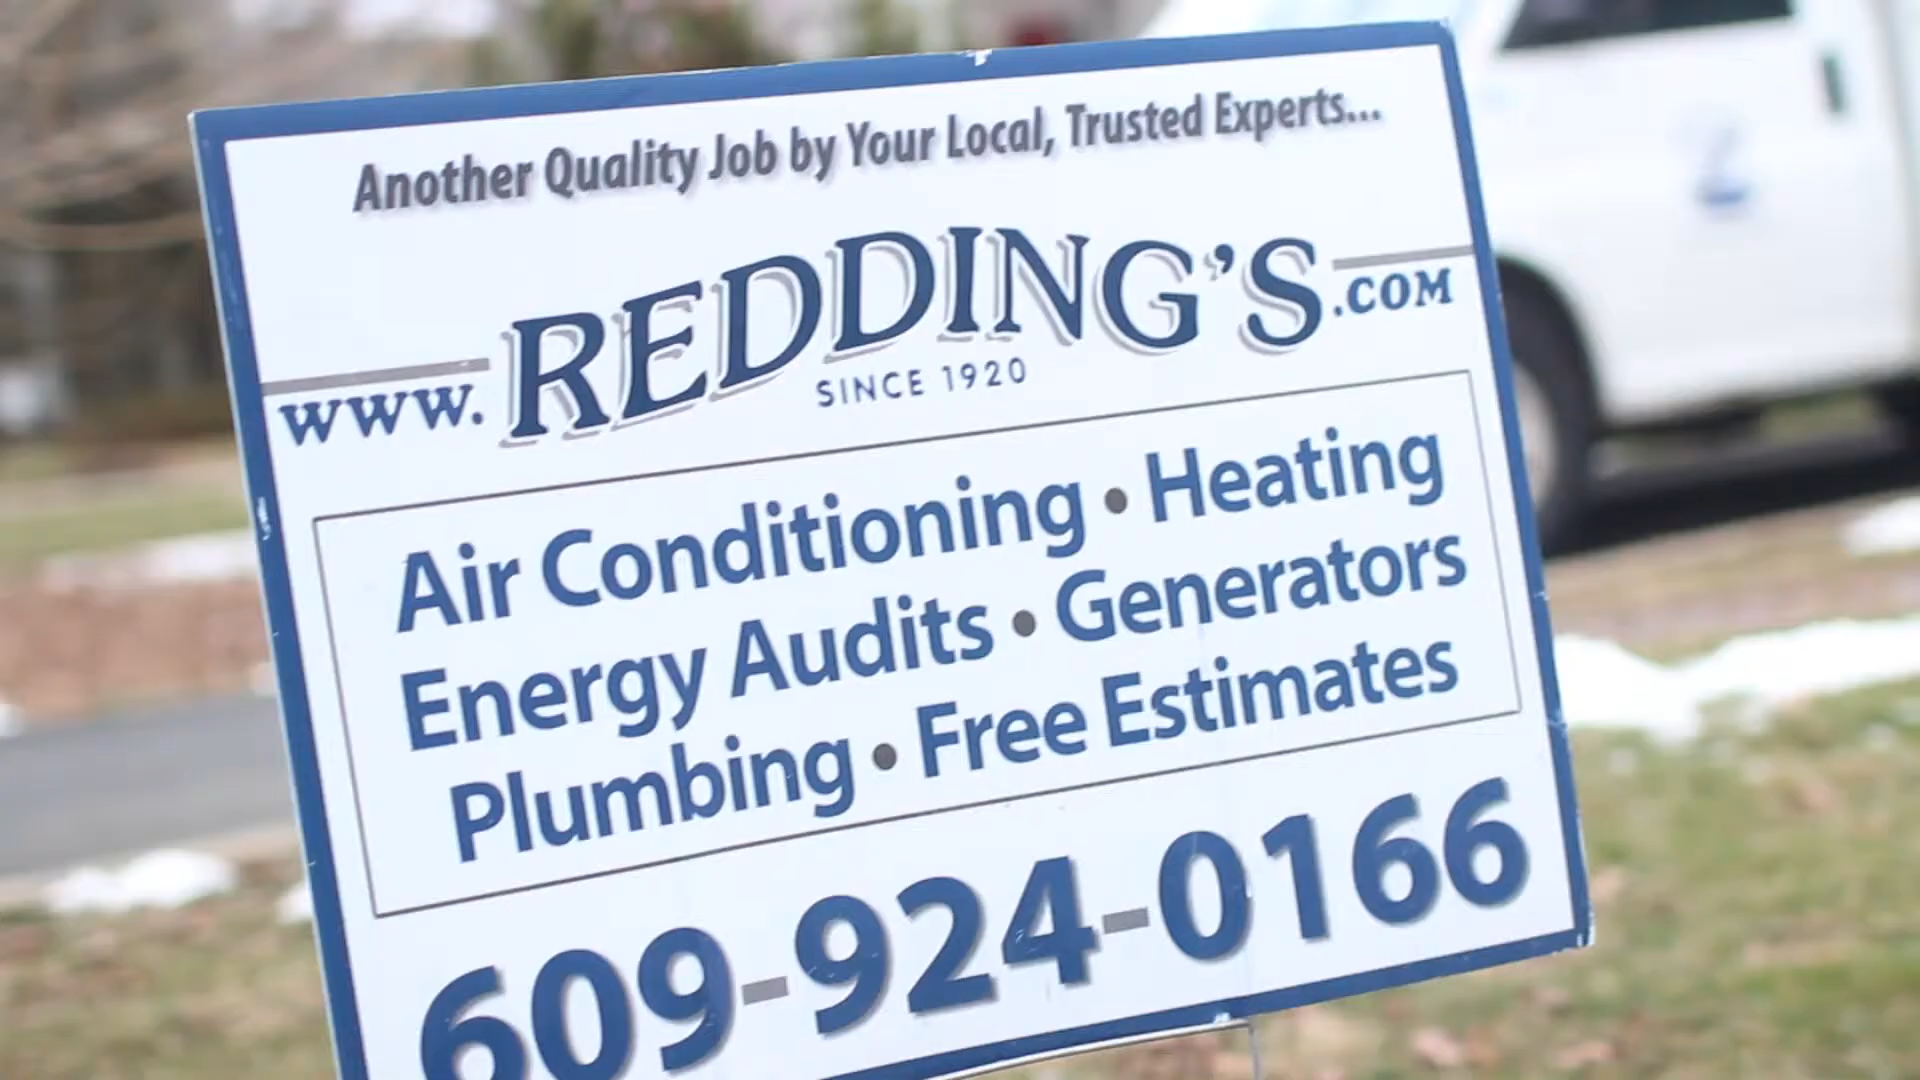 Another Quality Job by Your Local, Trusted Experts...
www.REDDING'S.COM
SINCE 1920
Air Conditioning • Heating
Energy Audits • Generators
Plumbing • Free Estimates
609-924-0166